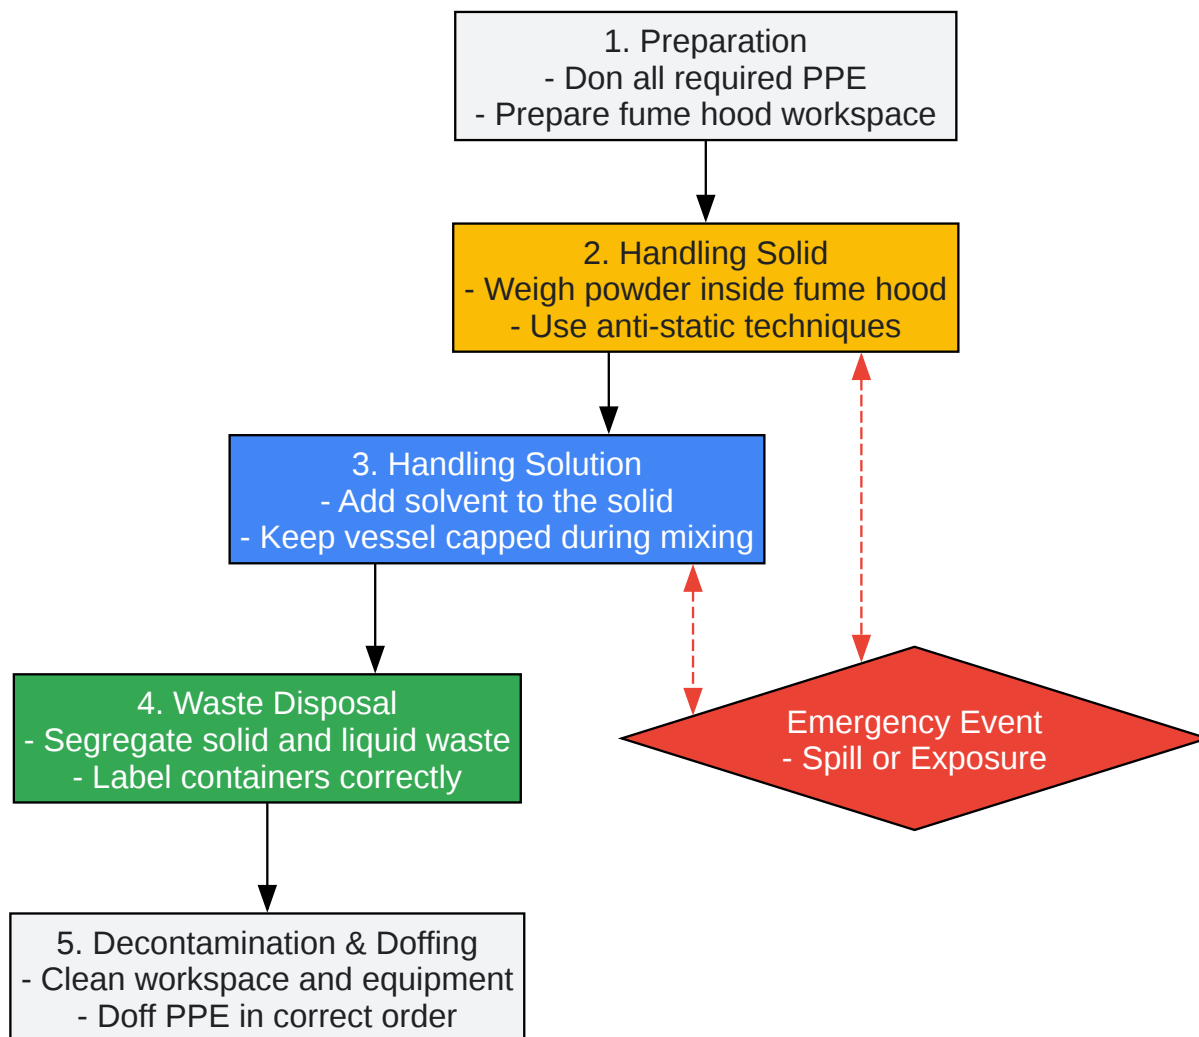 1. Preparation
- Don all required PPE
- Prepare fume hood workspace
2. Handling Solid
- Weigh powder inside fume hood
- Use anti-static techniques
3. Handling Solution
- Add solvent to the solid
- Keep vessel capped during mixing
4. Waste Disposal
- Segregate solid and liquid waste
- Label containers correctly
Emergency Event
- Spill or Exposure
5. Decontamination & Doffing
- Clean workspace and equipment
- Doff PPE in correct order